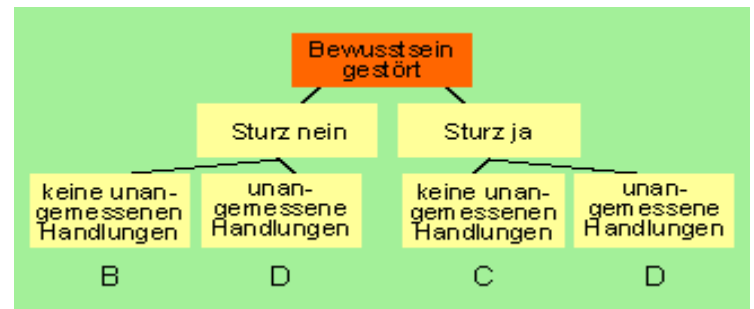 Bewusstsein
gestört
Sturz nein
Sturz ja
keine unan-
gemessenen
Handlungen
unan-
gemessene
Handlungen
keine unan-
gemessenen
Handlungen
unan-
gemessene
Handlungen
B
D
C
D